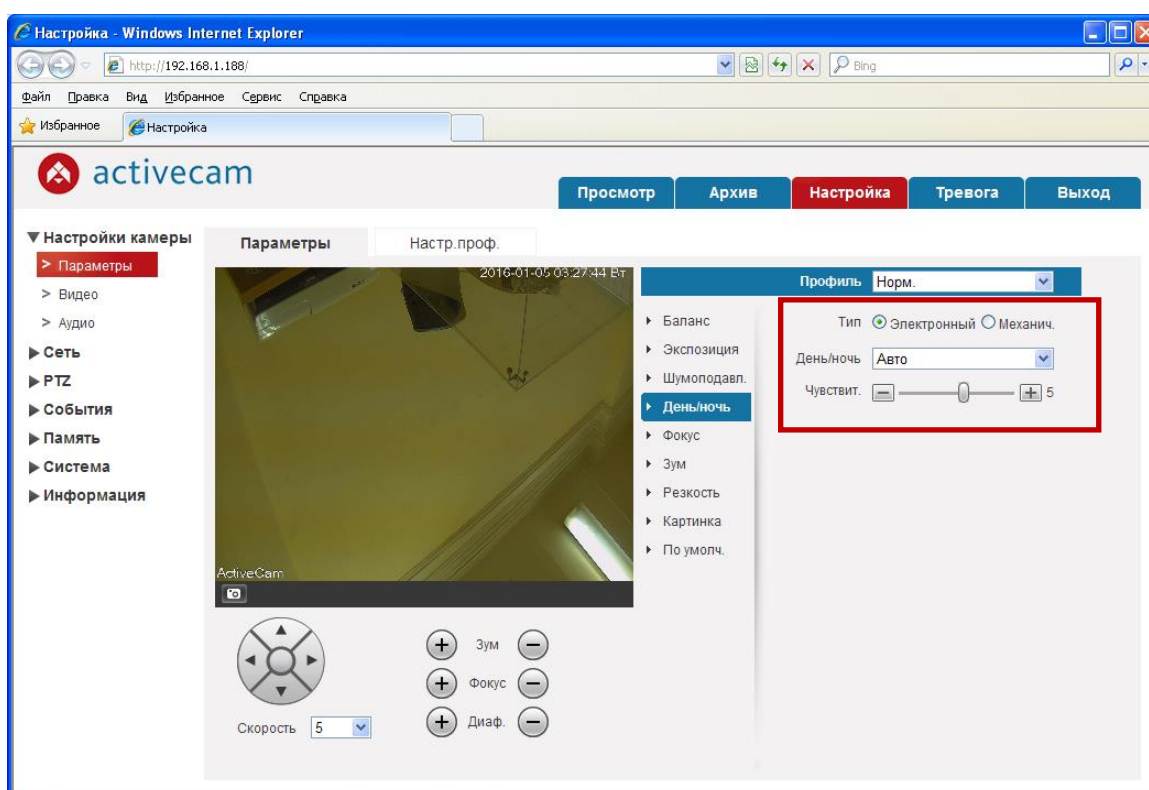 Настройка - Windows Internet Explorer
http://192.168.1.188/
Bing
Файл Правка Вид Избранное Сервис Справка
Избранное Настройка
activecam
Просмотр Архив Настройка Тревога Выход
Настройки камеры
> Параметры
> Видео
> Аудио
Сеть
PTZ
События
Память
Система
Информация
Параметры Настр.проф.
2016-01-05 03:27:44 Вт
ActiveCam
Скорость 5
Зум
Фокус
Диаф.
Баланс
Экспозиция
Шумоподавл.
День/ночь
Фокус
Зум
Резкость
Картинка
По умолч.
Профиль Норм.
Тип Электронный Механич.
День/ночь Авто
Чувствит. 5